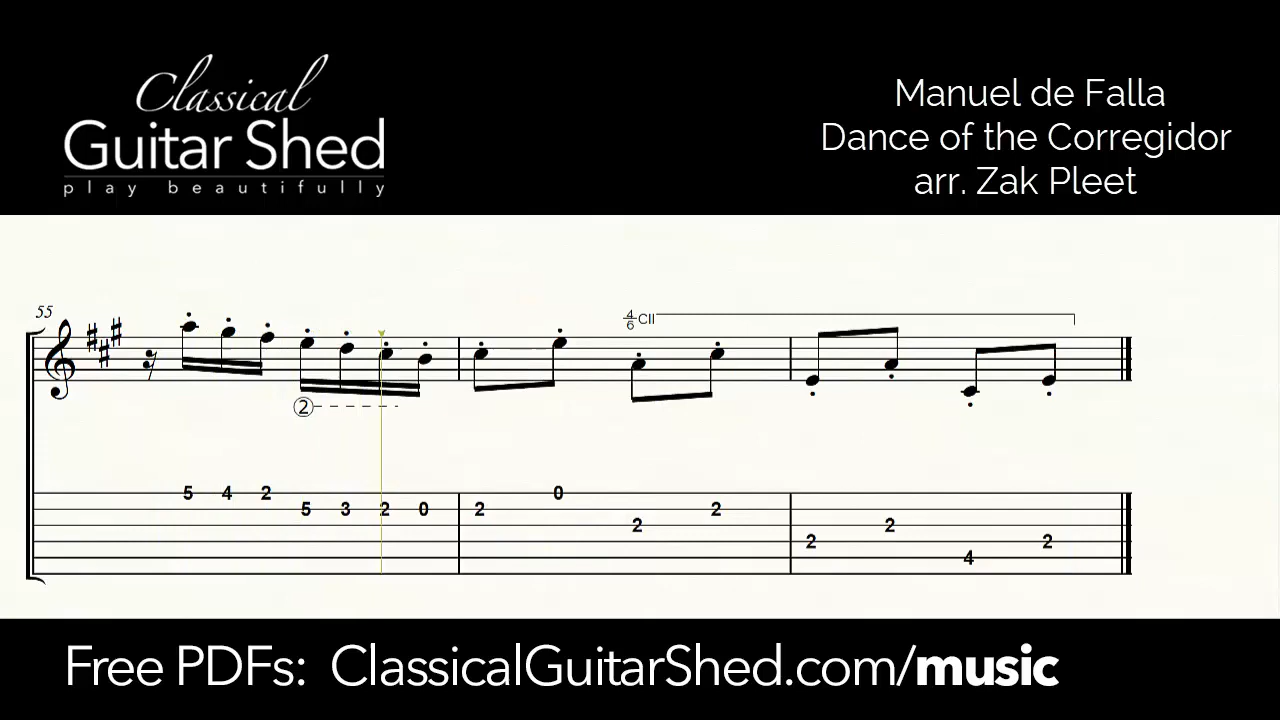 Classical
Guitar Shed
play beautifully
Manuel de Falla
Dance of the Corregidor
arr. Zak Pleet
55
4/6 CII
②
5 4 2 0
5 3 2 0 2 2
2 2
2 2
4
Free PDFs: ClassicalGuitarShed.com/music